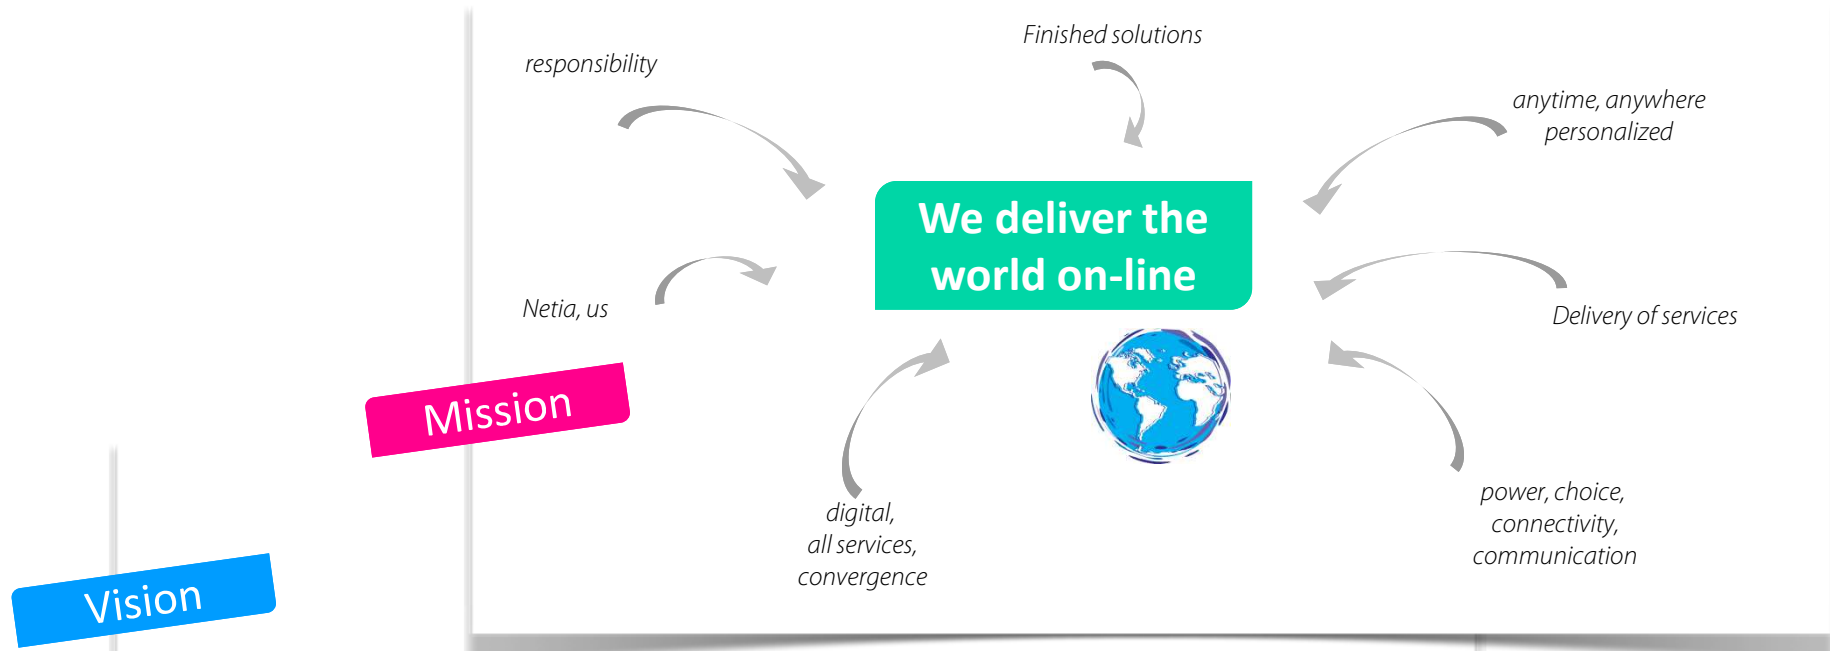 Finished solutions
responsibility
anytime, anywhere
personalized
We deliver the
world on-line
Netia, us
Delivery of services
Mission
power, choice,
connectivity,
communication
digital,
all services,
convergence
Vision